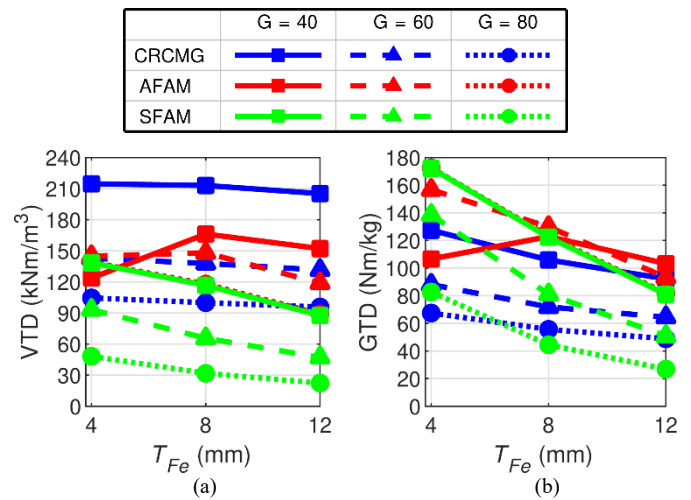 G = 40 G = 60 G = 80
CRCMG
AFAM
SFAM
240
210
180
150
120
90
60
30
0
VTD (kNm/m³)
4 8 12
T_Fe (mm)
(a)
180
160
140
120
100
80
60
40
20
0
GTD (Nm/kg)
4 8 12
T_Fe (mm)
(b)